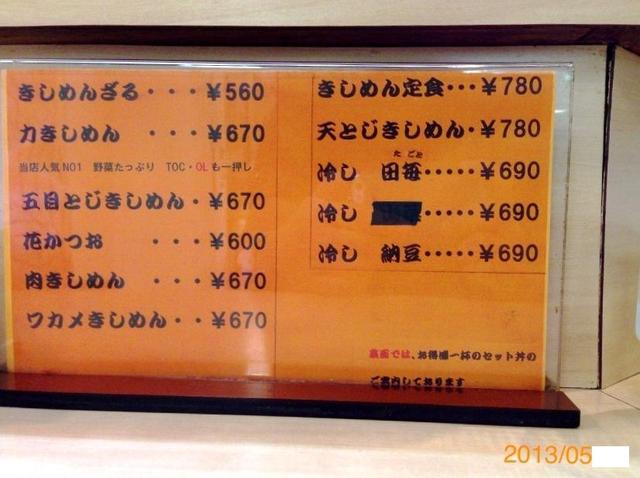 きしめんざる・・・¥560
力きしめん ・・・¥670
当店人気NO1 野菜たっぷり TOC・OLも一押し
五目とじきしめん・¥670
花かつお ・・・¥600
肉きしめん ・・・¥670
ワカメきしめん・・¥670
きしめん定食・・・¥780
天とじきしめん・¥780
たごと
冷し 田毎・・・・・¥690
冷し ・・・・・¥690
冷し 納豆・・・・・¥690
裏面では、お得噌一杯のセット丼の
ご案内しております
2013/05